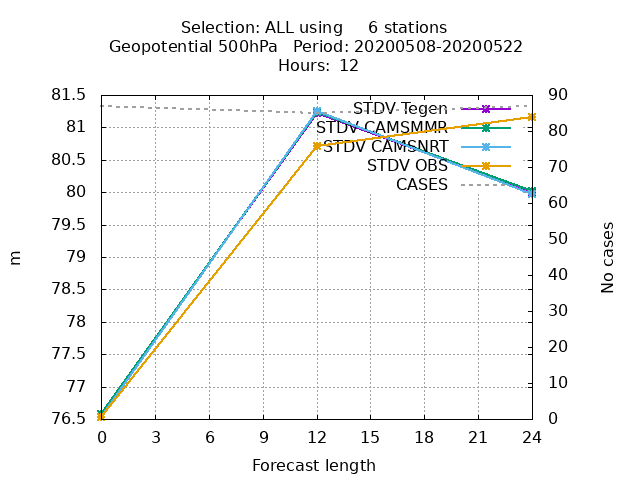 Selection: ALL using     6 stations
Geopotential 500hPa   Period: 20200508-20200522
Hours:  12
81.5
81
80.5
80
79.5
79
78.5
78
77.5
77
76.5
m
STDV Tegen
STDV CAMSMMR
STDV CAMSNRT
STDV OBS
CASES
90
80
70
60
50
40
30
20
10
0
No cases
0 3 6 9 12 15 18 21 24
Forecast length